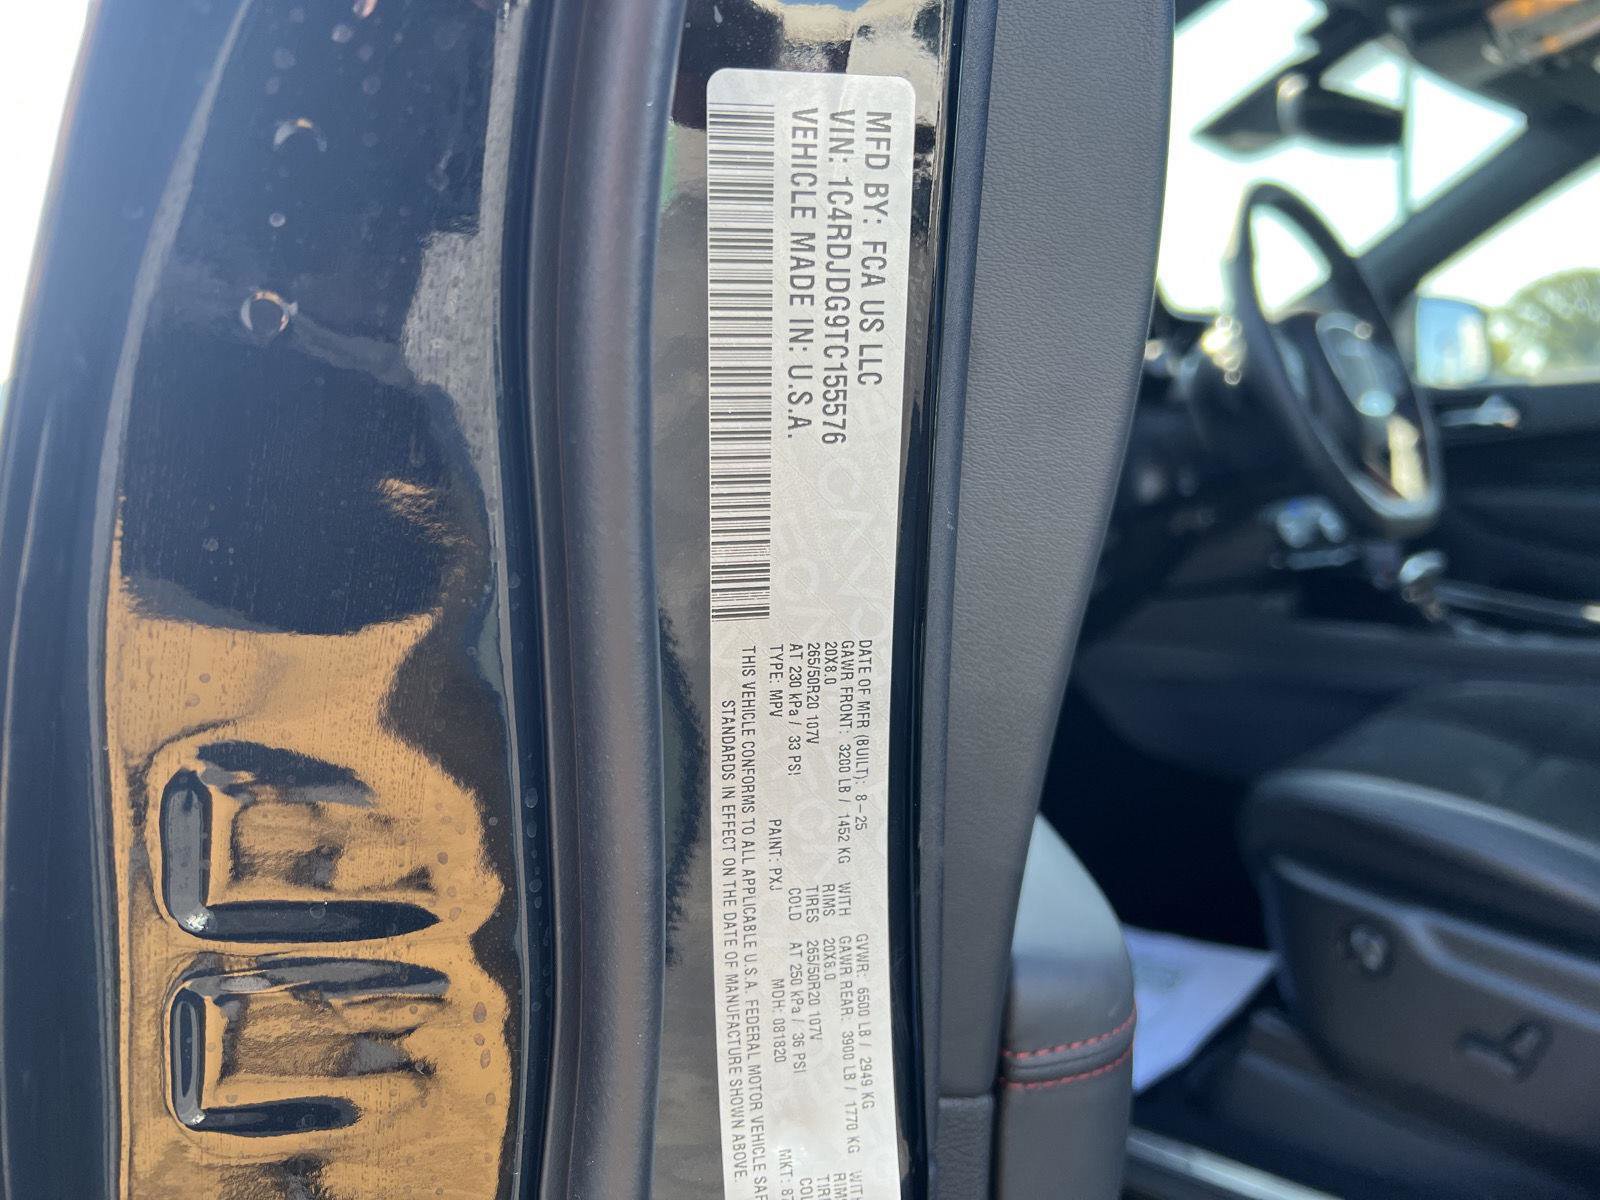 MFD BY: FCA US LLC
VIN: 1C4RDJDG9TC155576
VEHICLE MADE IN: U.S.A.
DATE OF MFR (BUILT): 8-25 GVWR: 6500 LB / 2949 KG
GAWR FRONT: 3200 LB / 1452 KG WITH GAWR REAR: 3900 LB / 1770 KG WITH
20X8.0 RIMS 20X8.0
265/50R20 107V TIRES 265/50R20 107V
AT 230 kPa / 33 PSI COLD AT 250 kPa / 36 PSI
TYPE: MPV PAINT: PXJ MDH: 081820 MKT:
THIS VEHICLE CONFORMS TO ALL APPLICABLE U.S.A. FEDERAL MOTOR VEHICLE
STANDARDS IN EFFECT ON THE DATE OF MANUFACTURE SHOWN ABOVE.